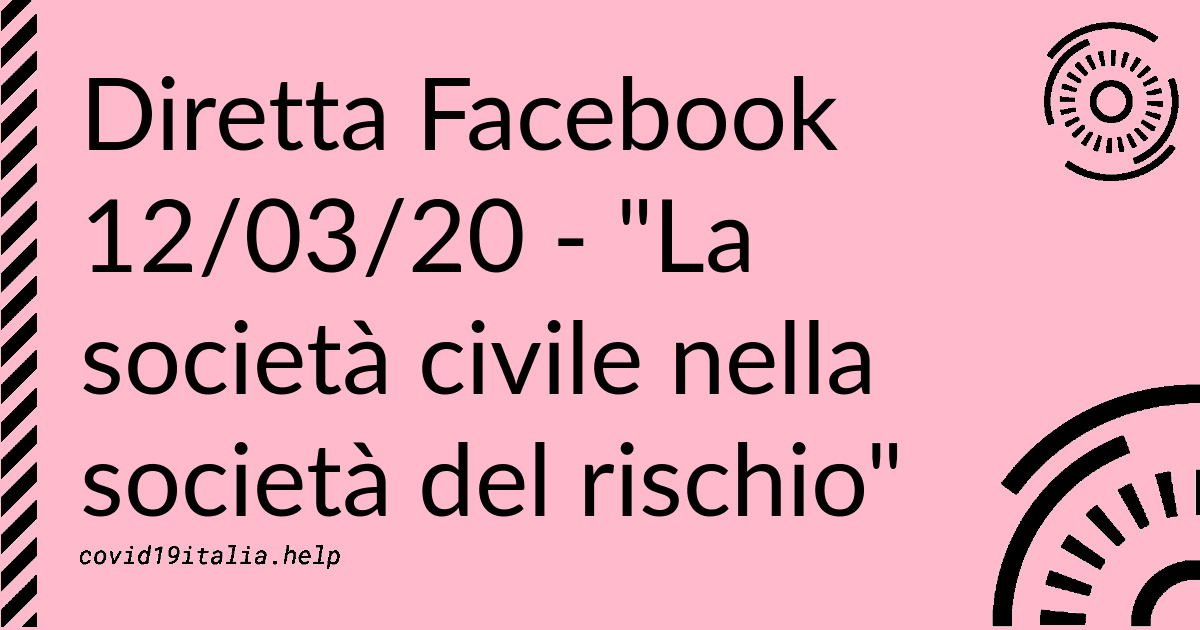 Diretta Facebook
12/03/20 - "La
società civile nella
società del rischio"
covid19italia.help